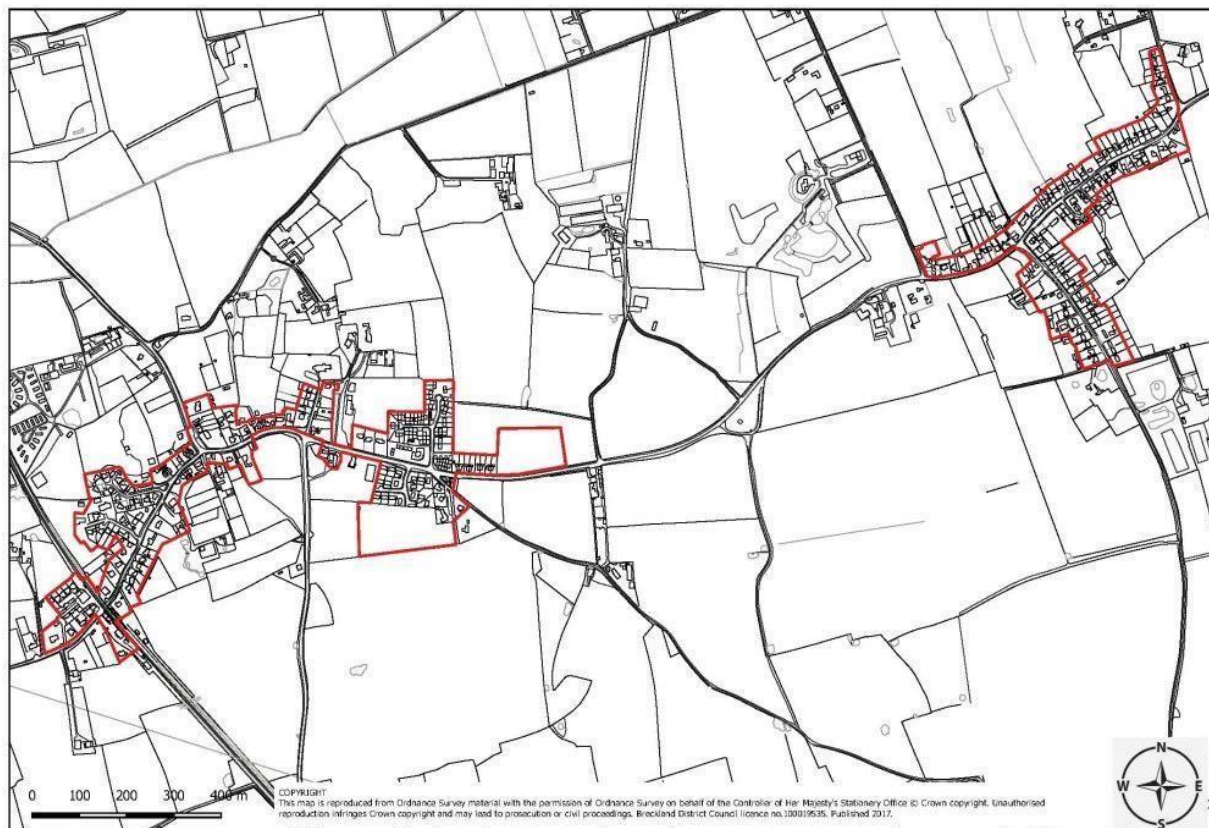 N
W E
S
0 100 200 300 400 m
COPYRIGHT
This map is reproduced from Ordnance Survey material with the permission of Ordnance Survey on behalf of the Controller of Her Majesty's Stationery Office © Crown copyright. Unauthorised
reproduction infringes Crown copyright and may lead to prosecution or civil proceedings. Breckland District Council licence no.100019535. Published 2017.